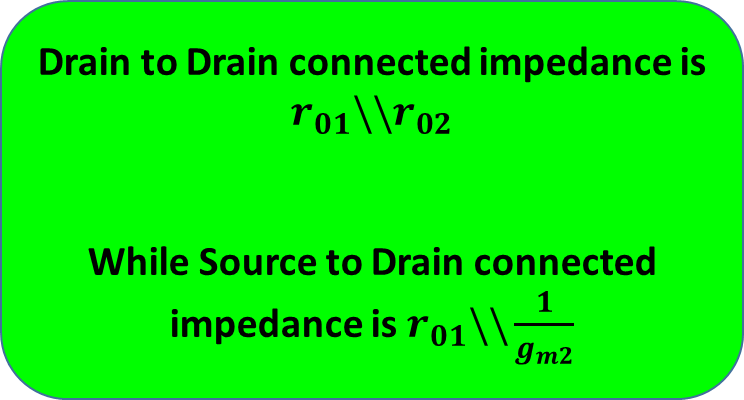 Drain to Drain connected impedance is
r₀₁\\r₀₂
While Source to Drain connected
impedance is r₀₁\\1/gₘ₂